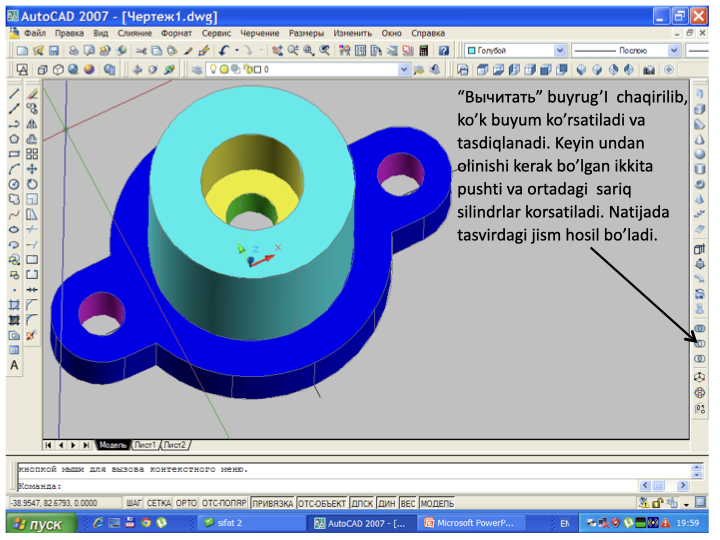 AutoCAD 2007 - [Чертеж1.dwg]
Файл Правка Вид Слияние Формат Сервис Черчение Размеры Изменить Окно Справка
Голубой
Послою
0
“Вычитать” buyrug’I chaqirilib,
ko’k buyum ko’rsatiladi va
tasdiqlanadi. Keyin undan
olinishi kerak bo’lgan ikkita
pushti va ortadagi sariq
silindrlar korsatiladi. Natijada
tasvirdagi jism hosil bo’ladi.
Z X
A
Модель Лист1 Лист2
кнопкой мыши для вызова контекстного меню.
Команда:
-38.9547, 82.6793, 0.0000 ШАГ СЕТКА ОРТО ОТС-ПОЛЯР ПРИВЯЗКА ОТС-ОБЪЕКТ ДПСК ДИН ВЕС МОДЕЛЬ
пуск sifat 2 AutoCAD 2007 - [... Microsoft PowerP... EN 19:59